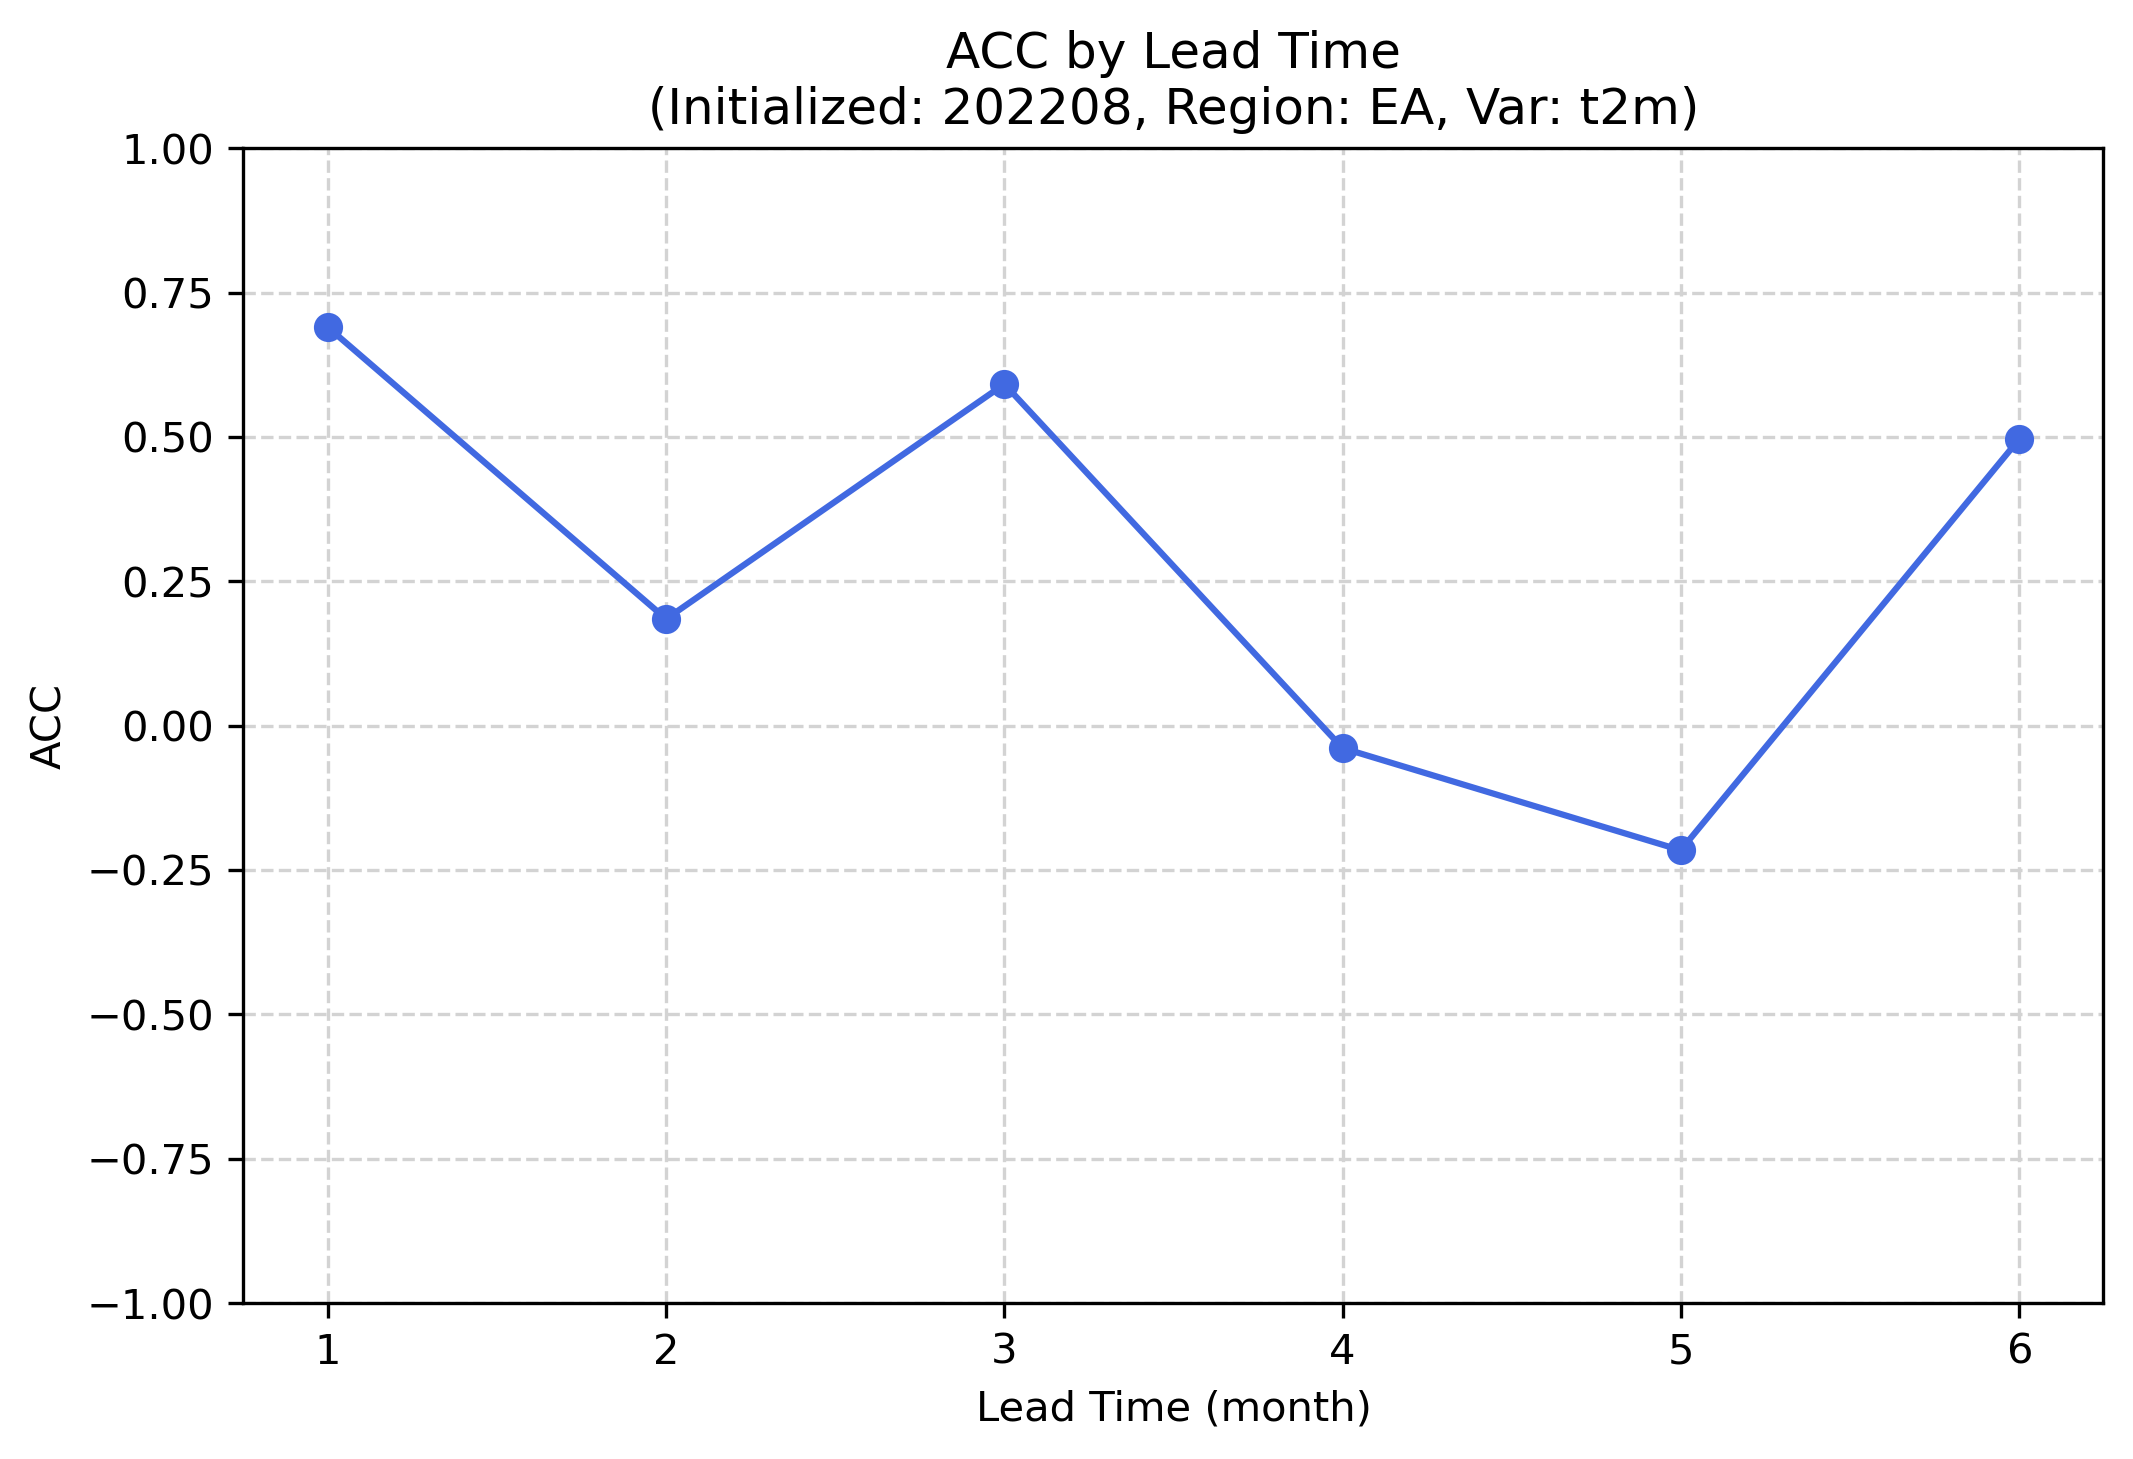 ACC by Lead Time
(Initialized: 202208, Region: EA, Var: t2m)
1.00
0.75
0.50
0.25
0.00
−0.25
−0.50
−0.75
−1.00
ACC
1 2 3 4 5 6
Lead Time (month)